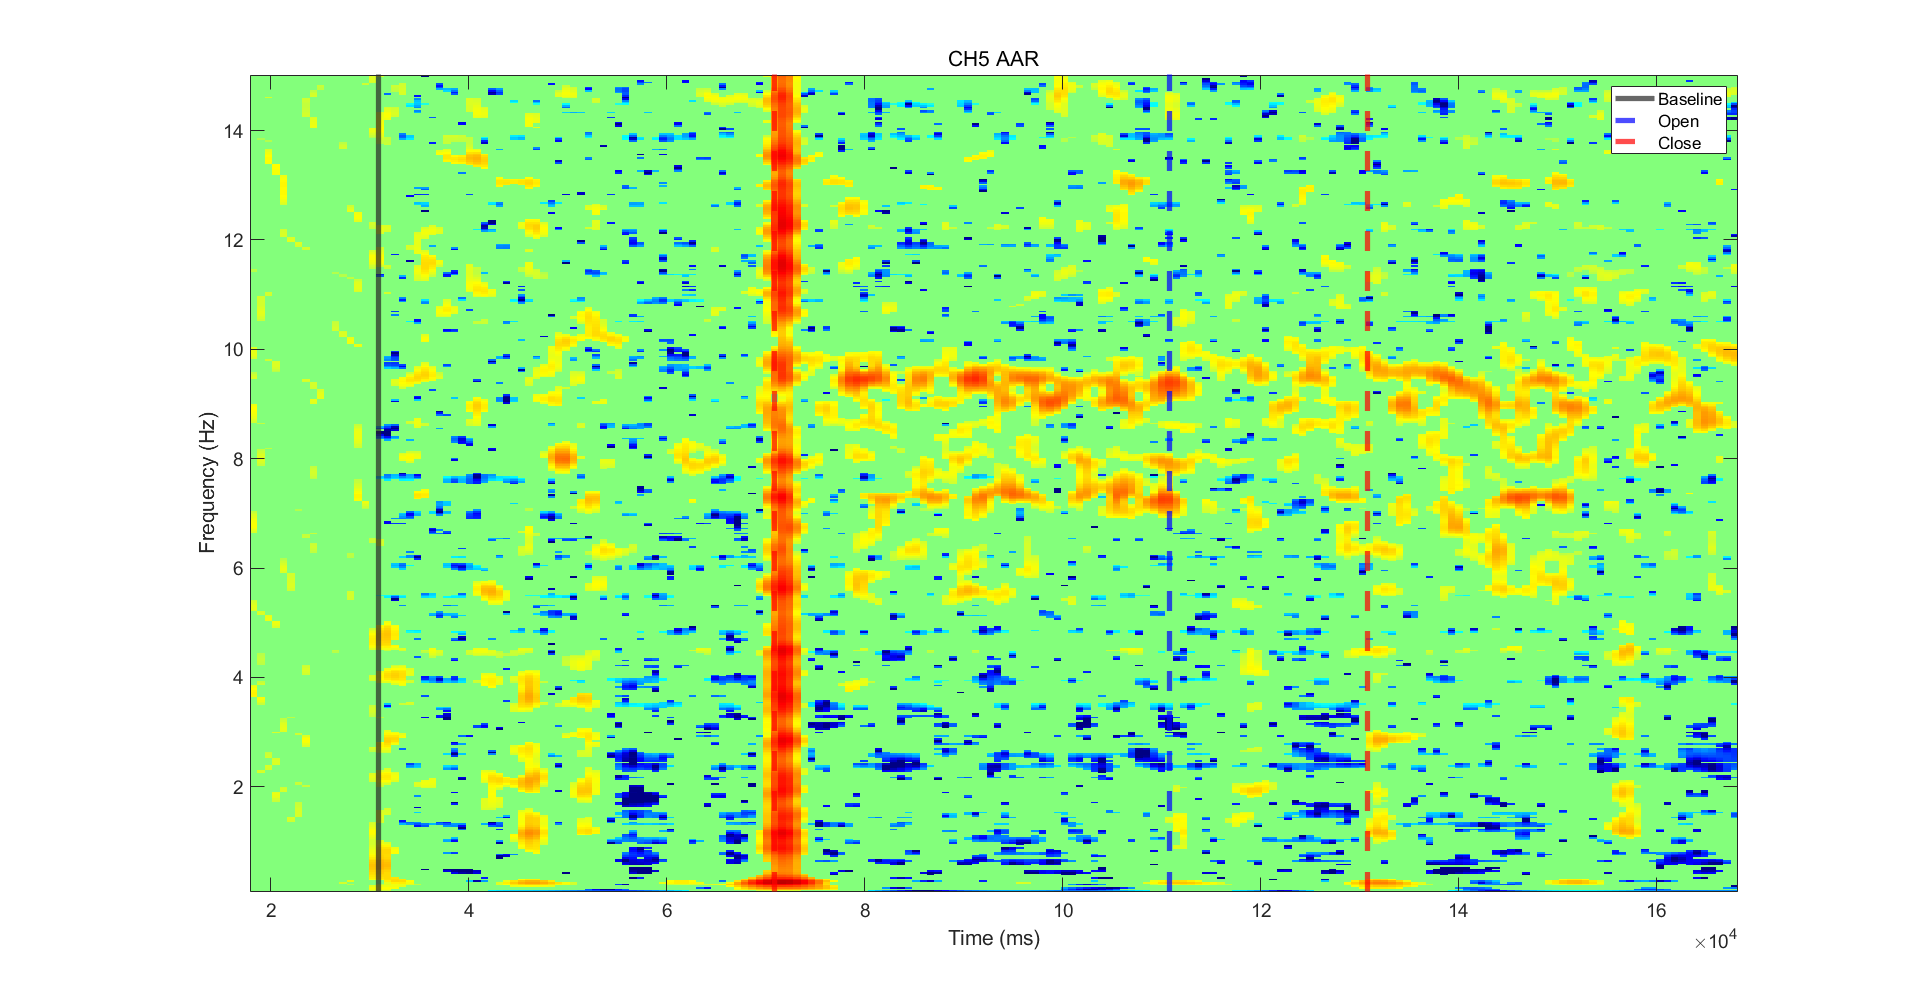 CH5 AAR
Baseline
Open
Close
14
12
10
8
6
4
2
Frequency (Hz)
2 4 6 8 10 12 14 16
Time (ms)
×10⁴